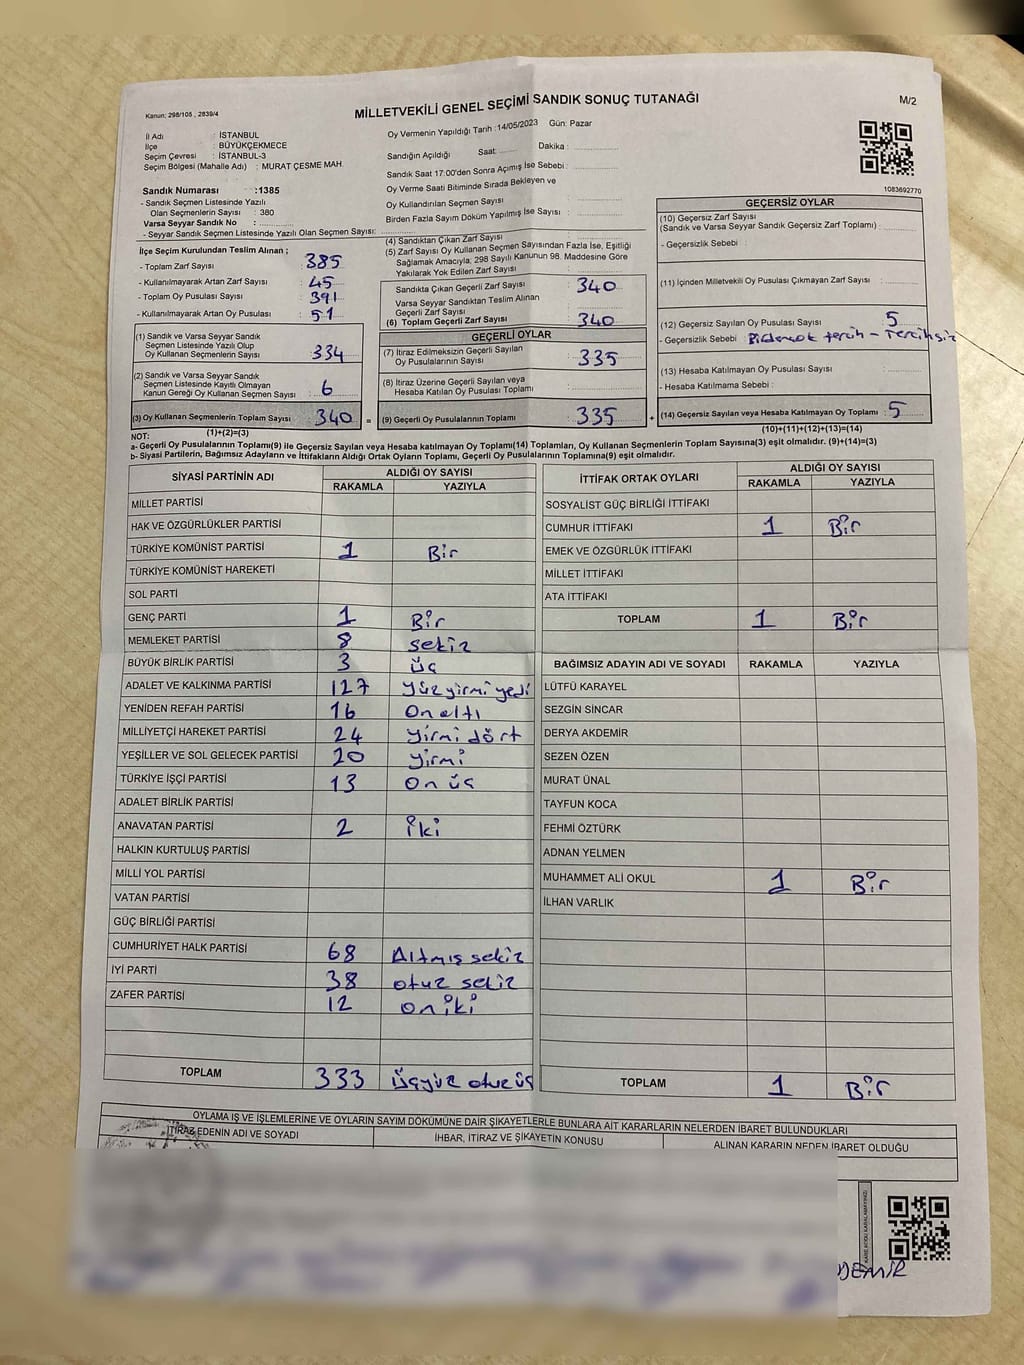 Kanun: 298/105 , 2839/4
MİLLETVEKİLİ GENEL SEÇİMİ SANDIK SONUÇ TUTANAĞI
M/2
İl Adı : İSTANBUL
İlçe : BÜYÜKÇEKMECE
Seçim Çevresi : İSTANBUL-3
Seçim Bölgesi (Mahalle Adı) : MURAT ÇESME MAH.
Sandık Numarası :1385
- Sandık Seçmen Listesinde Yazılı
Olan Seçmenlerin Sayısı : 380
Varsa Seyyar Sandık No :
- Seyyar Sandık Seçmen Listesinde Yazılı Olan Seçmen Sayısı:
Oy Vermenin Yapıldığı Tarih :14/05/2023 Gün: Pazar
Sandığın Açıldığı Saat: Dakika :
Sandık Saat 17:00'den Sonra Açımış İse Sebebi :
Oy Verme Saati Bitiminde Sırada Bekleyen ve
Oy Kullandırılan Seçmen Sayısı :
Birden Fazla Sayım Döküm Yapılmış İse Sayısı :
1083692770
İlçe Seçim Kurulundan Teslim Alınan ;
- Toplam Zarf Sayısı : 385
- Kullanılmayarak Artan Zarf Sayısı : 45
- Toplam Oy Pusulası Sayısı : 391
- Kullanılmayarak Artan Oy Pusulası : 51
(1) Sandık ve Varsa Seyyar Sandık
Seçmen Listesinde Yazılı Olup
Oy Kullanan Seçmenlerin Sayısı : 334
(2) Sandık ve Varsa Seyyar Sandık
Seçmen Listesinde Kayıtlı Olmayan
Kanun Gereği Oy Kullanan Seçmen Sayısı : 6
(3) Oy Kullanan Seçmenlerin Toplam Sayısı : 340 =
(1)+(2)=(3)
(4) Sandıktan Çıkan Zarf Sayısı :
(5) Zarf Sayısı Oy Kullanan Seçmen Sayısından Fazla İse, Eşitliği
Sağlamak Amacıyla; 298 Sayılı Kanunun 98. Maddesine Göre
Yakılarak Yok Edilen Zarf Sayısı :
Sandıkta Çıkan Geçerli Zarf Sayısı : 340
Varsa Seyyar Sandıktan Teslim Alınan
Geçerli Zarf Sayısı :
(6) Toplam Geçerli Zarf Sayısı : 340
GEÇERLİ OYLAR
(7) İtiraz Edilmeksizin Geçerli Sayılan
Oy Pusulalarının Sayısı : 335
(8) İtiraz Üzerine Geçerli Sayılan veya
Hesaba Katılan Oy Pusulası Toplamı :
(9) Geçerli Oy Pusulalarının Toplamı : 335 +
GEÇERSİZ OYLAR
(10) Geçersiz Zarf Sayısı
(Sandık ve Varsa Seyyar Sandık Geçersiz Zarf Toplamı) :
- Geçersizlik Sebebi :
(11) İçinden Milletvekili Oy Pusulası Çıkmayan Zarf Sayısı :
(12) Geçersiz Sayılan Oy Pusulası Sayısı : 5
- Geçersizlik Sebebi : Birdençok tercih - Tercihsiz
(13) Hesaba Katılmayan Oy Pusulası Sayısı :
- Hesaba Katılmama Sebebi :
(14) Geçersiz Sayılan veya Hesaba Katılmayan Oy Toplamı : 5
(10)+(11)+(12)+(13)=(14)
NOT:
a- Geçerli Oy Pusulalarının Toplamı(9) ile Geçersiz Sayılan veya Hesaba katılmayan Oy Toplamı(14) Toplamları, Oy Kullanan Seçmenlerin Toplam Sayısına(3) eşit olmalıdır. (9)+(14)=(3)
b- Siyasi Partilerin, Bağımsız Adayların ve İttifakların Aldığı Ortak Oyların Toplamı, Geçerli Oy Pusulalarının Toplamına(9) eşit olmalıdır.
SİYASİ PARTİNİN ADI ALDIĞI OY SAYISI
RAKAMLA YAZIYLA
MİLLET PARTİSİ
HAK VE ÖZGÜRLÜKLER PARTİSİ
TÜRKİYE KOMÜNİST PARTİSİ 1 Bir
TÜRKİYE KOMÜNİST HAREKETİ
SOL PARTİ
GENÇ PARTİ 1 Bir
MEMLEKET PARTİSİ 8 sekiz
BÜYÜK BİRLİK PARTİSİ 3 üç
ADALET VE KALKINMA PARTİSİ 127 yüzyirmiyedi
YENİDEN REFAH PARTİSİ 16 Onaltı
MİLLİYETÇİ HAREKET PARTİSİ 24 yirmi dört
YEŞİLLER VE SOL GELECEK PARTİSİ 20 yirmi
TÜRKİYE İŞÇİ PARTİSİ 13 on üç
ADALET BİRLİK PARTİSİ
ANAVATAN PARTİSİ 2 iki
HALKIN KURTULUŞ PARTİSİ
MİLLİ YOL PARTİSİ
VATAN PARTİSİ
GÜÇ BİRLİĞİ PARTİSİ
CUMHURİYET HALK PARTİSİ 68 Altmış sekiz
İYİ PARTİ 38 otuz sekiz
ZAFER PARTİSİ 12 on iki
TOPLAM 333 üçyüz otuz üç
İTTİFAK ORTAK OYLARI ALDIĞI OY SAYISI
RAKAMLA YAZIYLA
SOSYALİST GÜÇ BİRLİĞİ İTTİFAKI
CUMHUR İTTİFAKI 1 Bir
EMEK VE ÖZGÜRLÜK İTTİFAKI
MİLLET İTTİFAKI
ATA İTTİFAKI
TOPLAM 1 Bir
BAĞIMSIZ ADAYIN ADI VE SOYADI RAKAMLA YAZIYLA
LÜTFÜ KARAYEL
SEZGİN SİNCAR
DERYA AKDEMİR
SEZEN ÖZEN
MURAT ÜNAL
TAYFUN KOCA
FEHMİ ÖZTÜRK
ADNAN YELMEN
MUHAMMET ALİ OKUL 1 Bir
İLHAN VARLIK
TOPLAM 1 Bir
OYLAMA İŞ VE İŞLEMLERİNE VE OYLARIN SAYIM DÖKÜMÜNE DAİR ŞİKAYETLERLE BUNLARA AİT KARARLARIN NELERDEN İBARET BULUNDUKLARI
İTİRAZ EDENİN ADI VE SOYADI İHBAR, İTİRAZ VE ŞİKAYETİN KONUSU ALINAN KARARIN NEDEN İBARET OLDUĞU
DEMİR